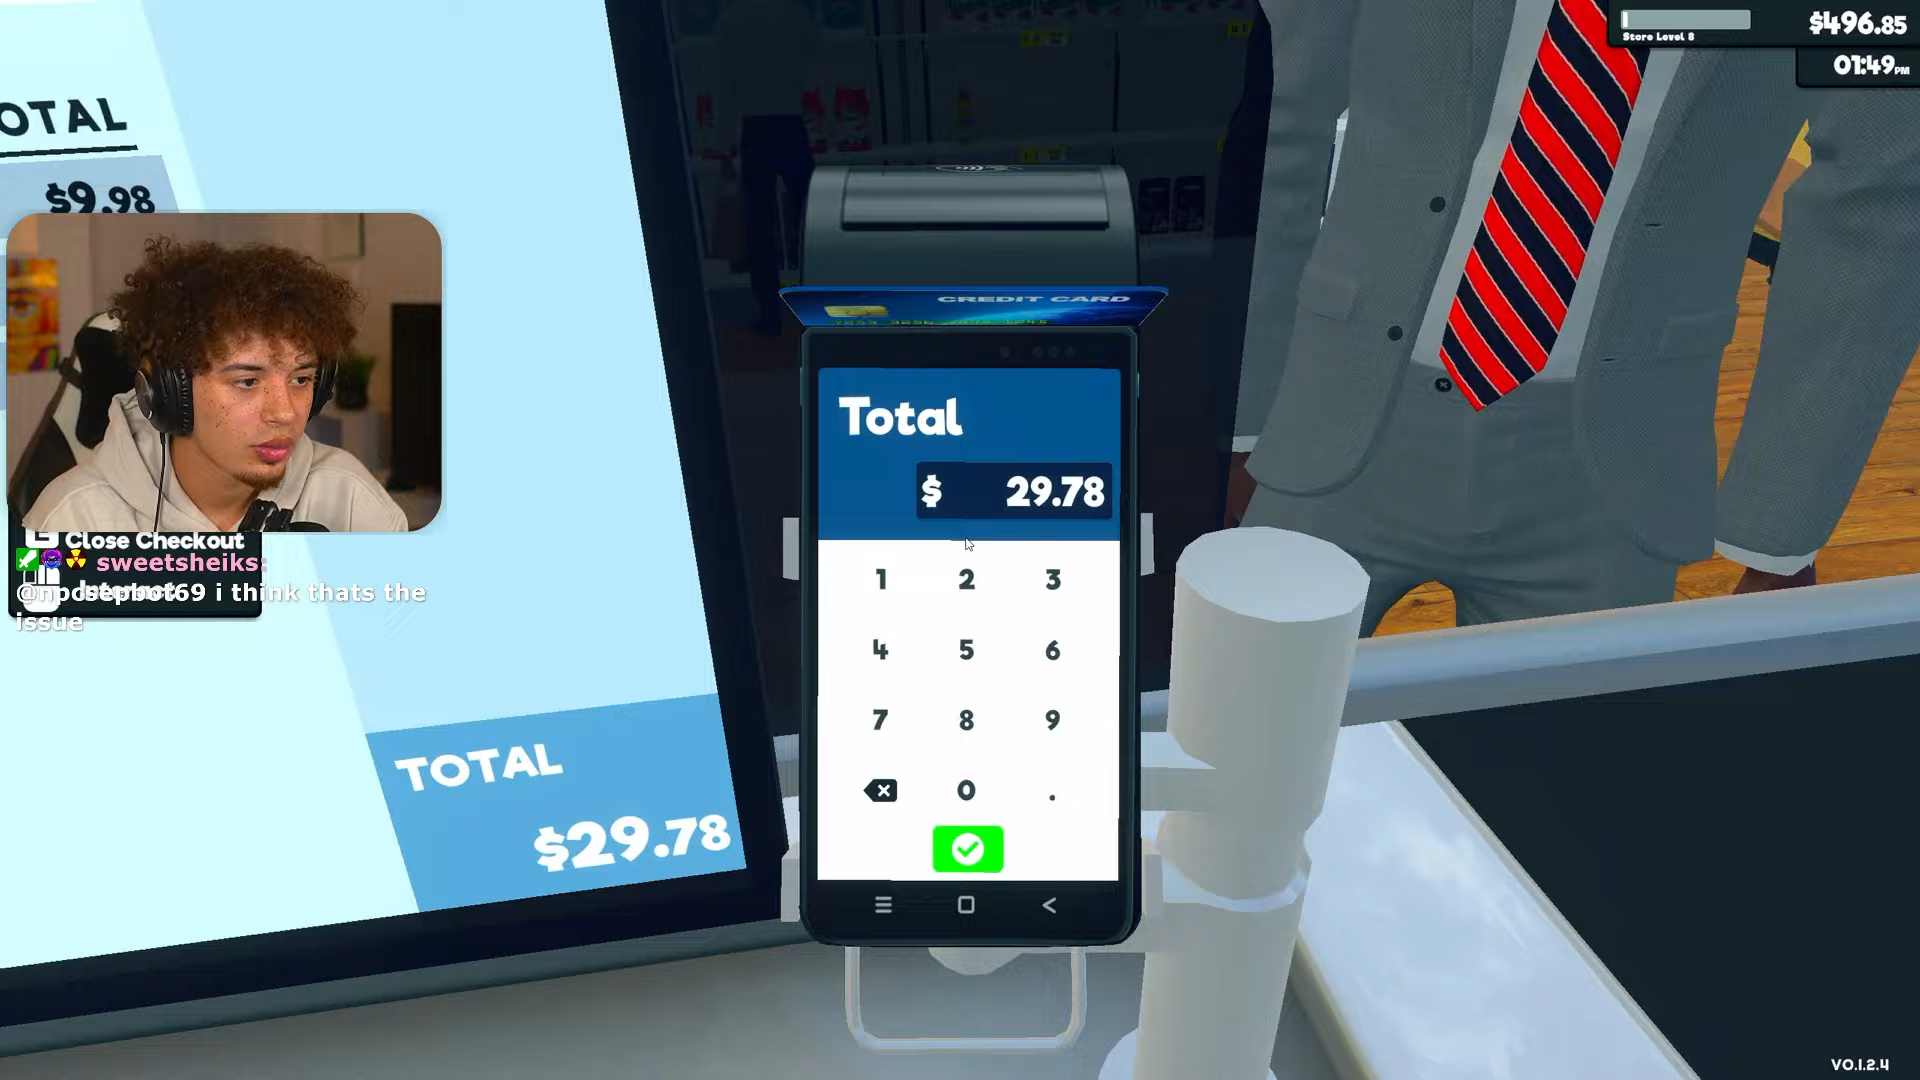 $496.85
Store Level 8
01:49PM
OTAL
$9.98
CREDIT CARD
Total
$ 29.78
1 2 3
4 5 6
7 8 9
0 .
Close Checkout
sweetsheiks:
@npcsepbot69 i think thats the
issue
TOTAL
$29.78
V0.1.2.4